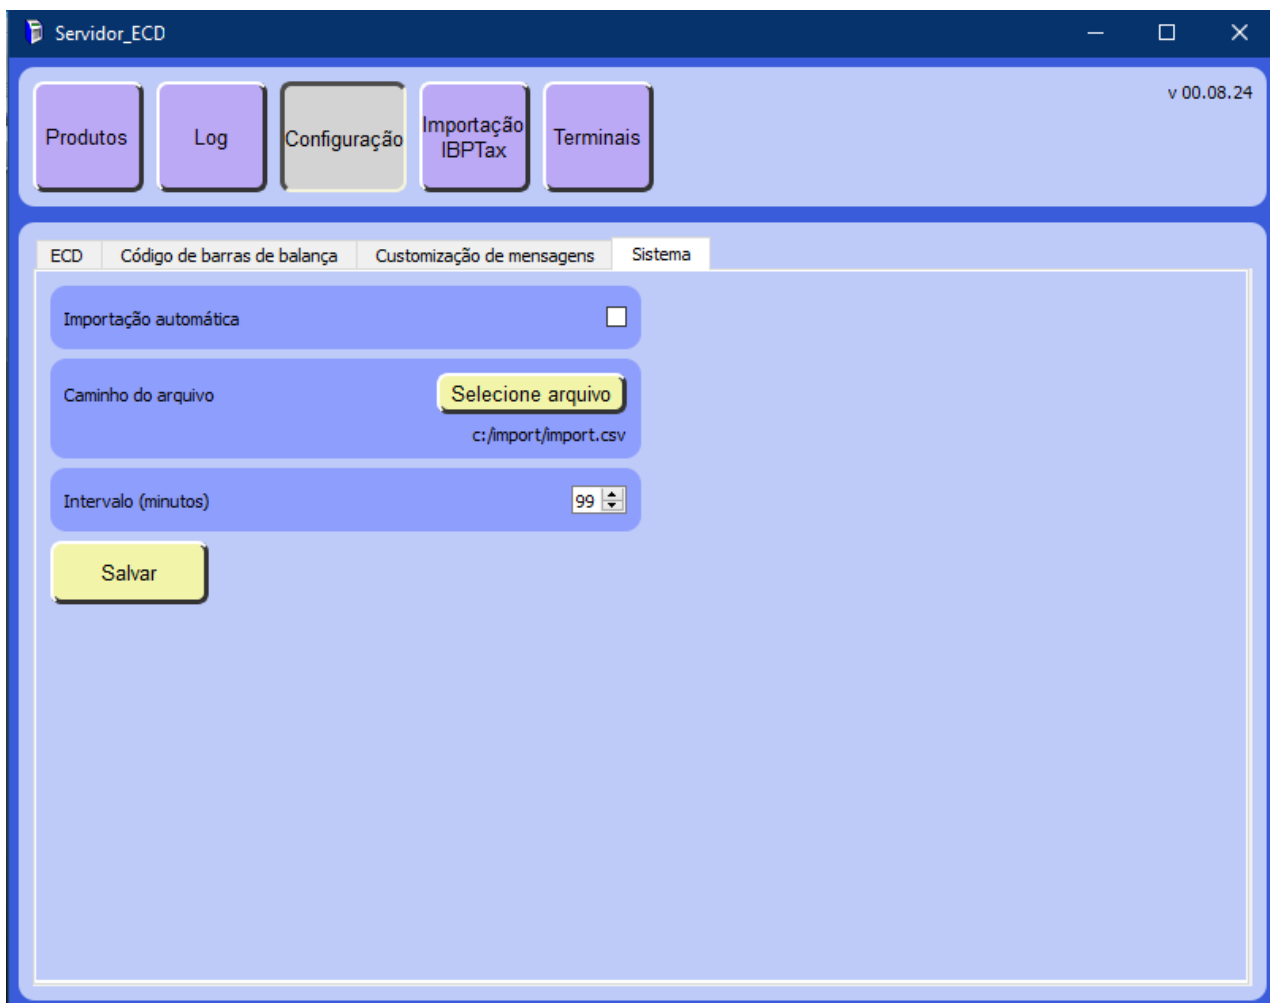 Servidor_ECD
v 00.08.24
Produtos
Log
Configuração
Importação
IBPTax
Terminais
ECD
Código de barras de balança
Customização de mensagens
Sistema
Importação automática
Caminho do arquivo
Selecione arquivo
c:/import/import.csv
Intervalo (minutos)
99
Salvar